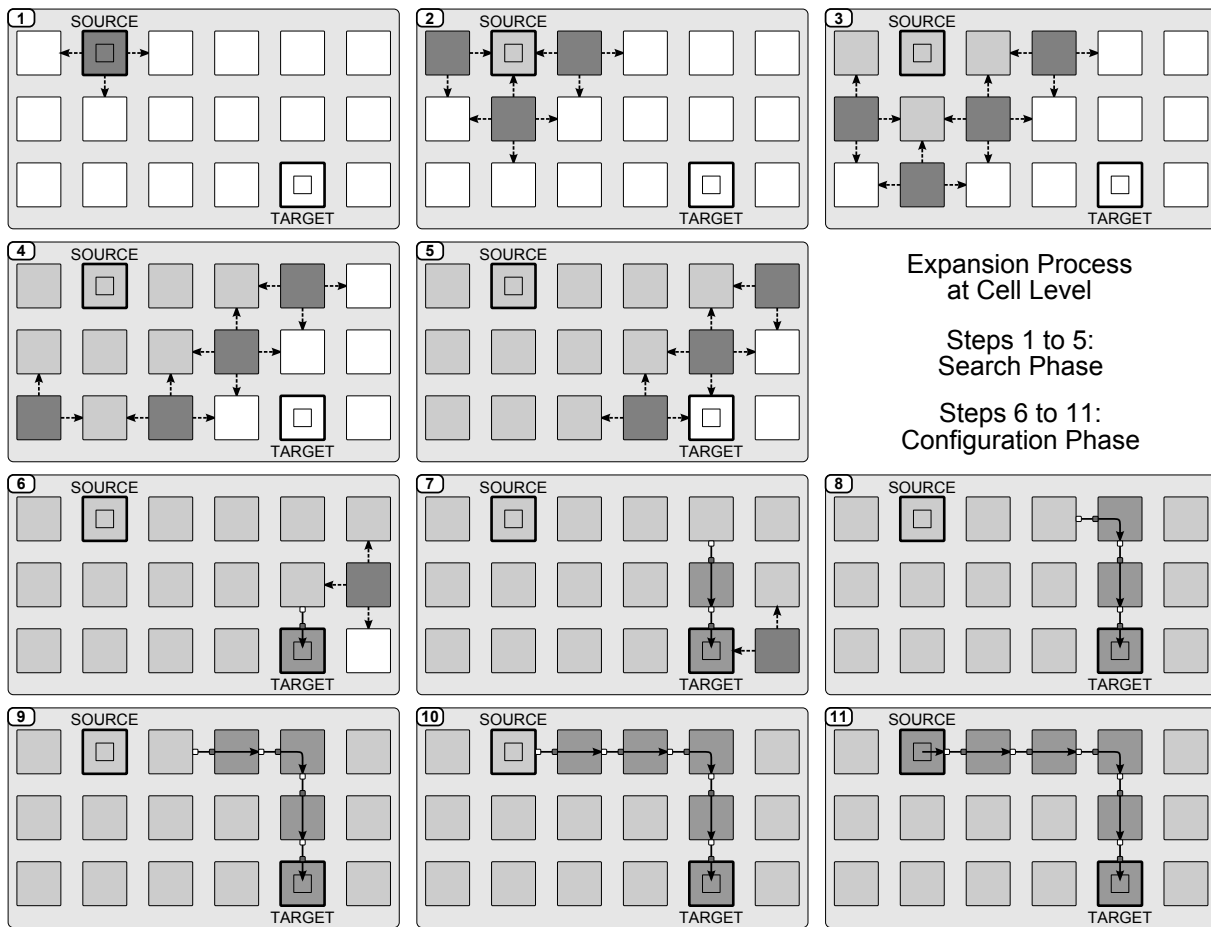 1
SOURCE
TARGET
2
SOURCE
TARGET
3
SOURCE
TARGET
4
SOURCE
TARGET
5
SOURCE
TARGET
Expansion Process
at Cell Level
Steps 1 to 5:
Search Phase
Steps 6 to 11:
Configuration Phase
6
SOURCE
TARGET
7
SOURCE
TARGET
8
SOURCE
TARGET
9
SOURCE
TARGET
10
SOURCE
TARGET
11
SOURCE
TARGET